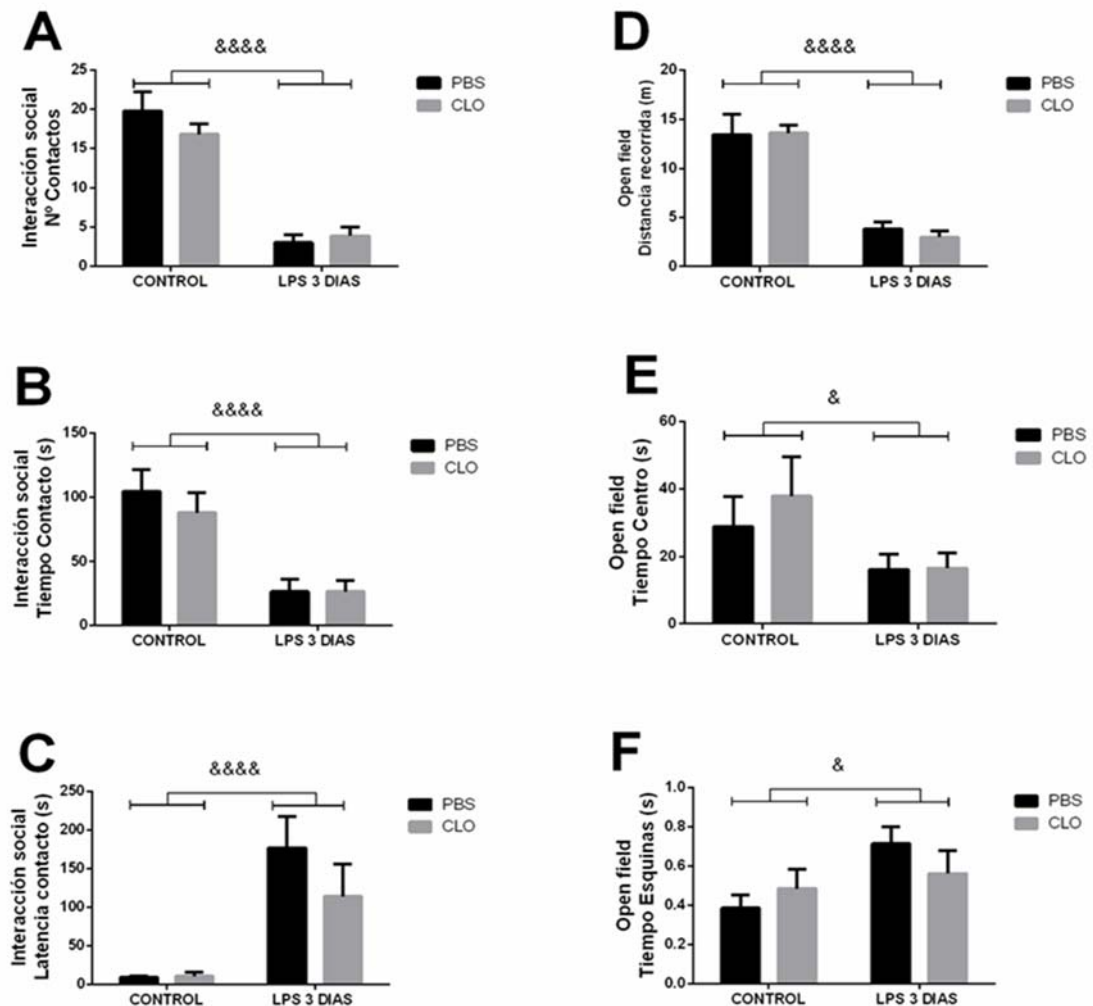 A
&&&&
Interacción social
Nº Contactos
25
20
15
10
5
0
CONTROL
LPS 3 DIAS
PBS
CLO
B
&&&&
Interacción social
Tiempo Contacto (s)
150
100
50
0
CONTROL
LPS 3 DIAS
PBS
CLO
C
&&&&
Interacción social
Latencia contacto (s)
250
200
150
100
50
0
CONTROL
LPS 3 DIAS
PBS
CLO
D
&&&&
Open field
Distancia recorrida (m)
20
15
10
5
0
CONTROL
LPS 3 DIAS
PBS
CLO
E
&
Open field
Tiempo Centro (s)
60
40
20
0
CONTROL
LPS 3 DIAS
PBS
CLO
F
&
Open field
Tiempo Esquinas (s)
1.0
0.8
0.6
0.4
0.2
0.0
CONTROL
LPS 3 DIAS
PBS
CLO